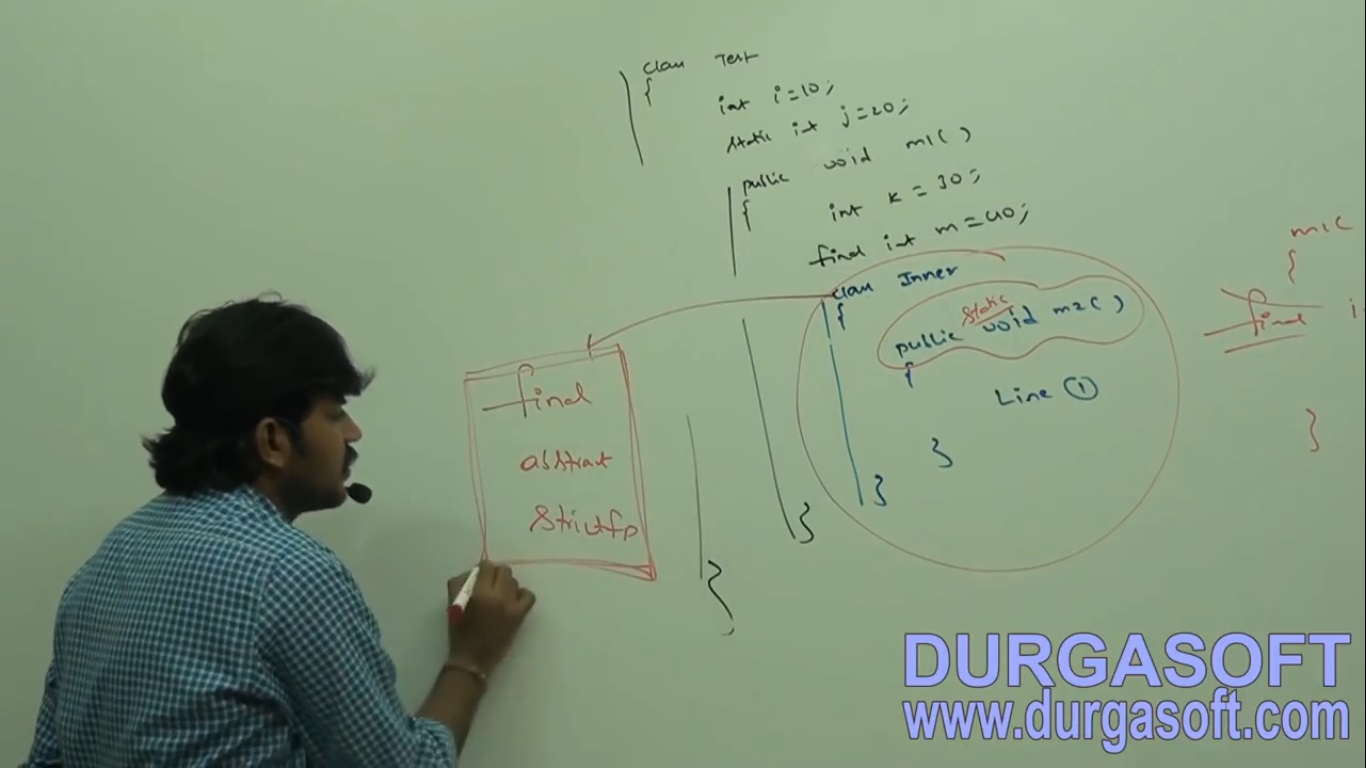 class Test
{
int i=10;
static int j=20;
public void m1( )
{
int k = 30;
final int m=40;
class Inner
{
static
public void m2( )
{
Line ①
}
}
}
}
final
abstract
strictfp
m1(
{
final i
}
DURGASOFT
www.durgasoft.com